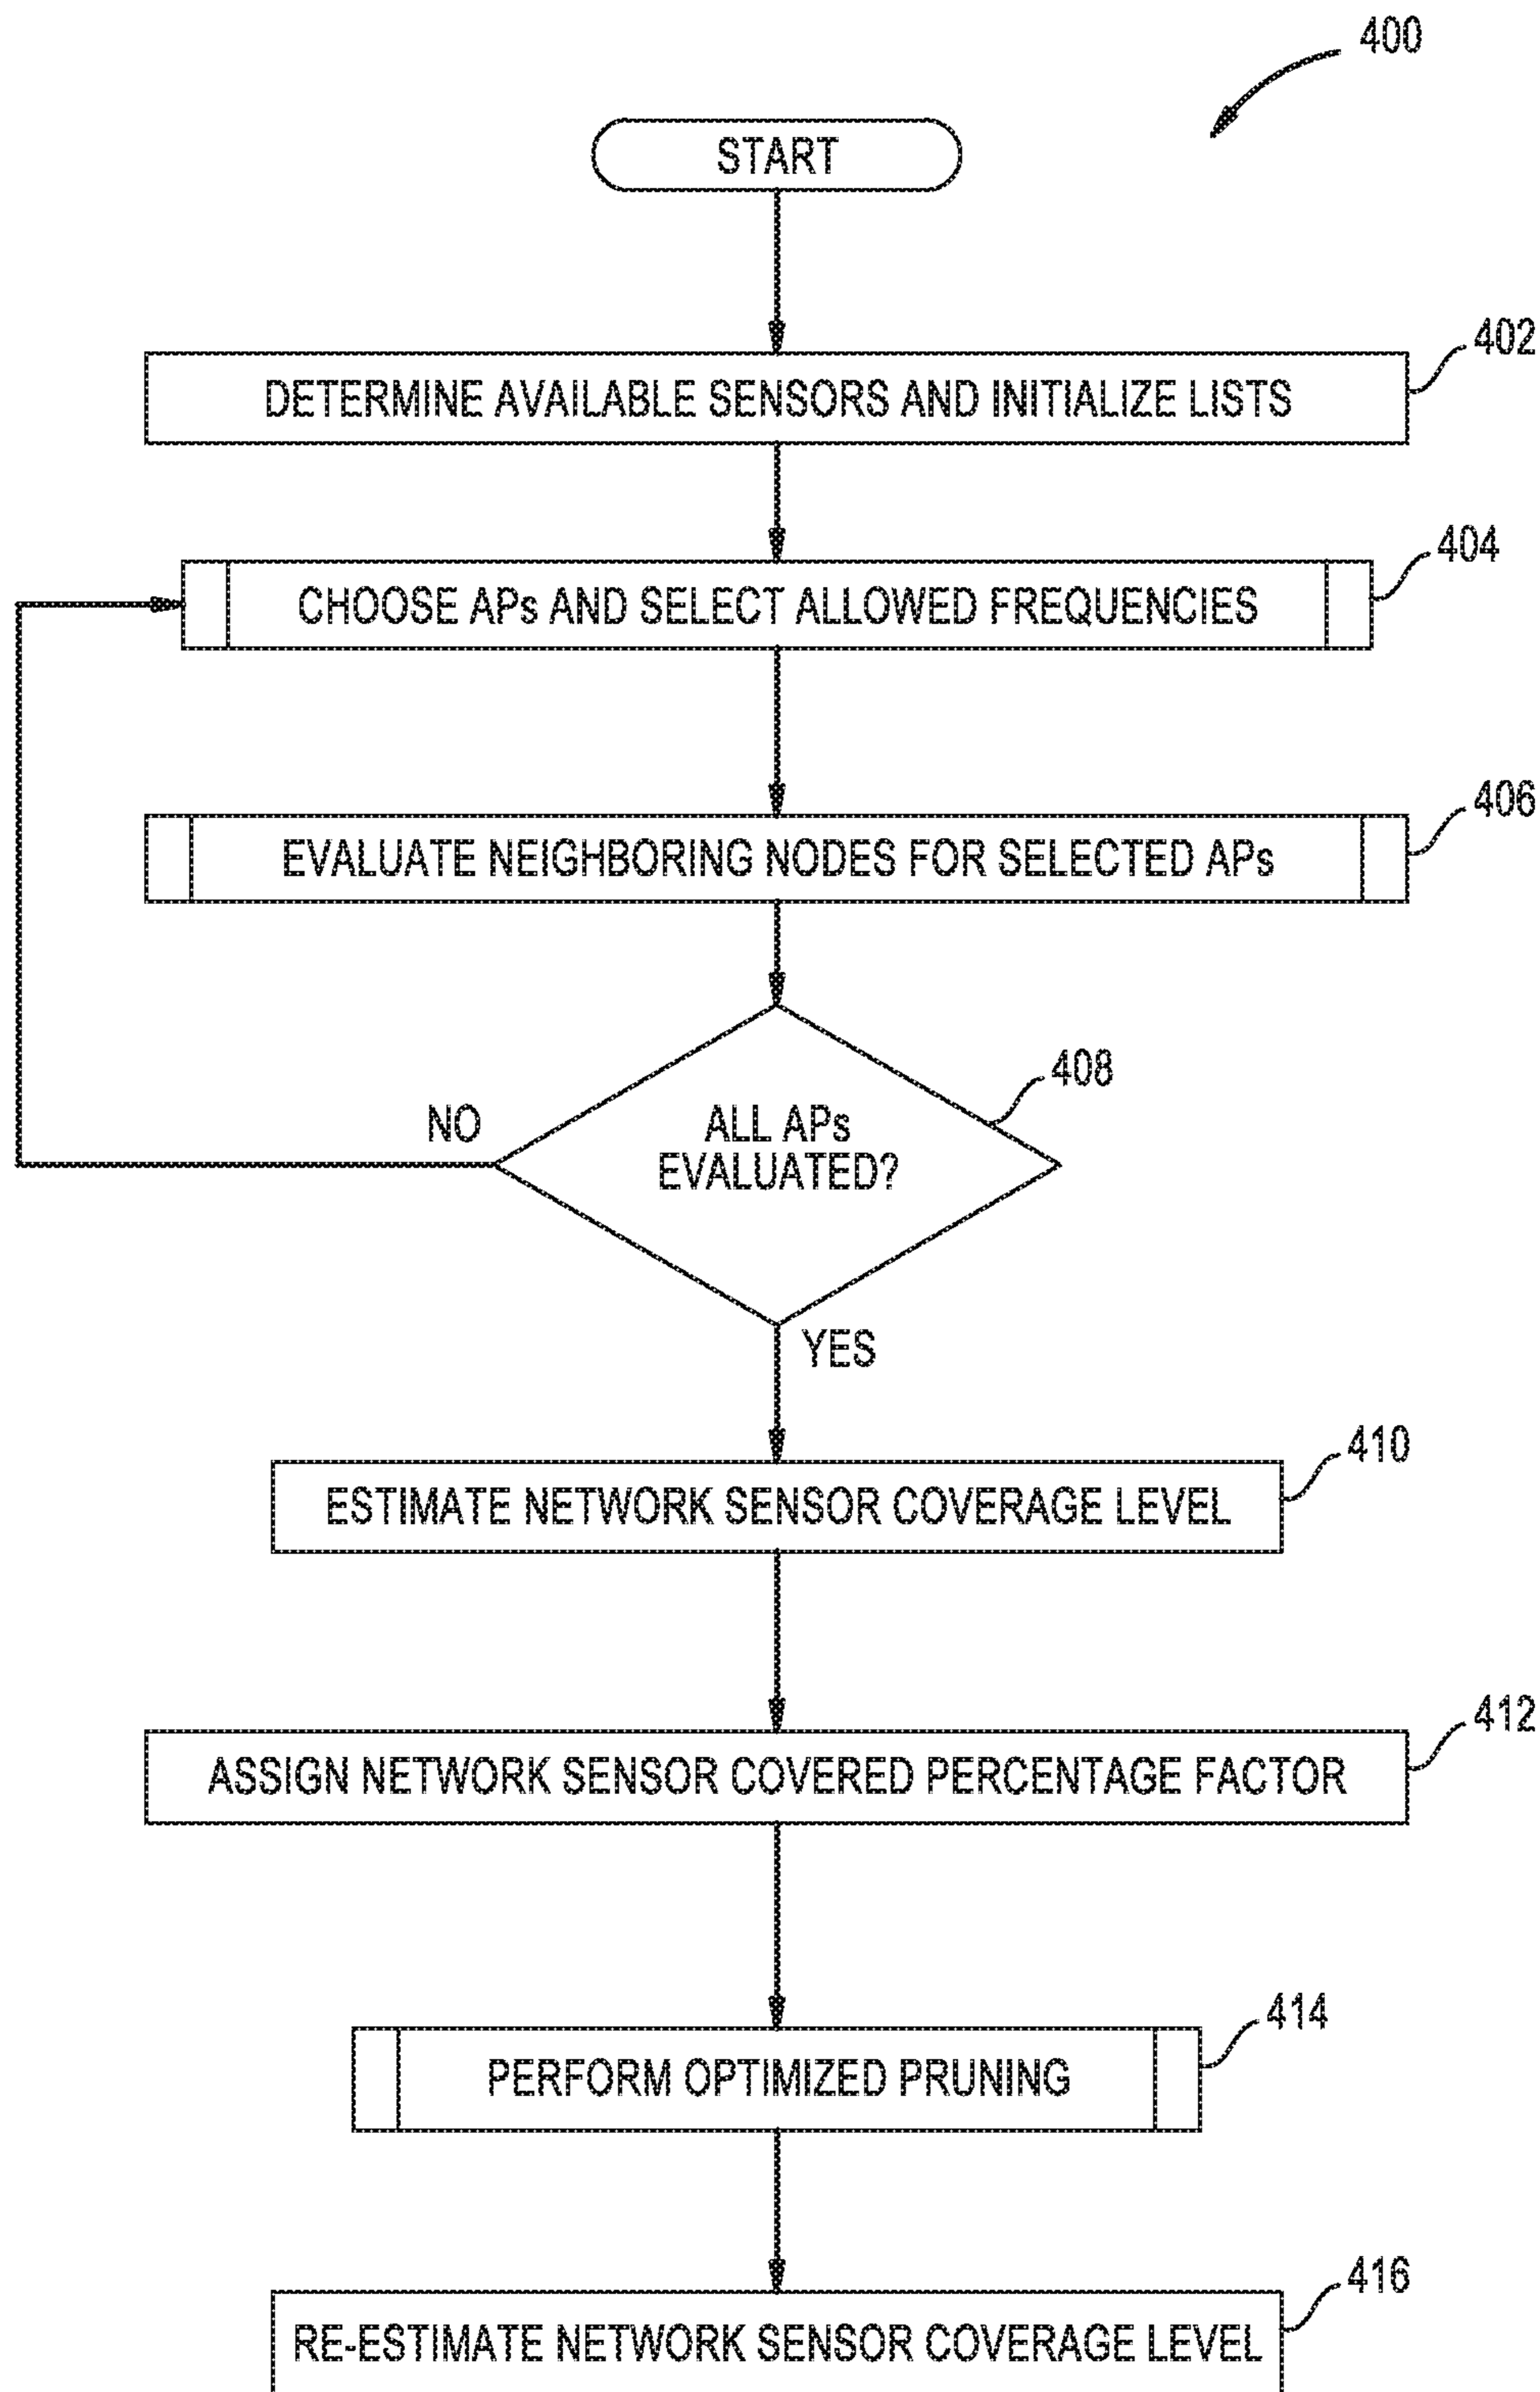 400
START
402
DETERMINE AVAILABLE SENSORS AND INITIALIZE LISTS
404
CHOOSE APs AND SELECT ALLOWED FREQUENCIES
406
EVALUATE NEIGHBORING NODES FOR SELECTED APs
408
NO
ALL APs
EVALUATED?
YES
410
ESTIMATE NETWORK SENSOR COVERAGE LEVEL
412
ASSIGN NETWORK SENSOR COVERED PERCENTAGE FACTOR
414
PERFORM OPTIMIZED PRUNING
416
RE-ESTIMATE NETWORK SENSOR COVERAGE LEVEL